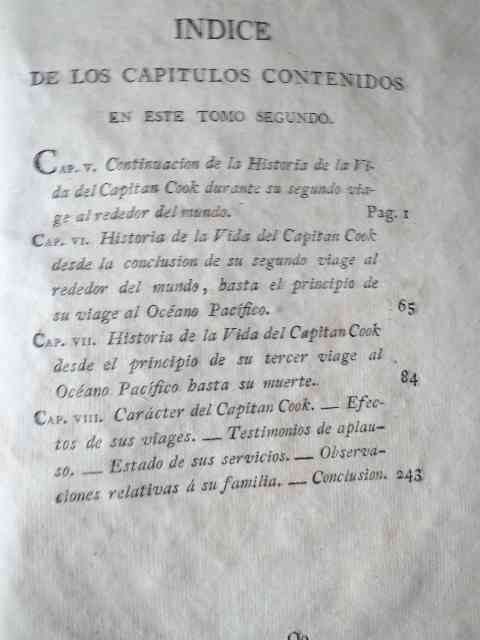 INDICE
DE LOS CAPITULOS CONTENIDOS
EN ESTE TOMO SEGUNDO.
CAP. V. Continuacion de la Historia de la Vi-
da del Capitan Cook durante su segundo via-
ge al rededor del mundo. Pag. 1
CAP. VI. Historia de la Vida del Capitan Cook
desde la conclusion de su segundo viage al
rededor del mundo, hasta el principio de
su viage al Océano Pacífico. 65
CAP. VII. Historia de la Vida del Capitan Cook
desde el principio de su tercer viage al
Océano Pacífico hasta su muerte. 84
CAP. VIII. Carácter del Capitan Cook. — Efec-
tos de sus viages. — Testimonios de aplau-
so. — Estado de sus servicios. — Observa-
ciones relativas á su familia. — Conclusion. 243